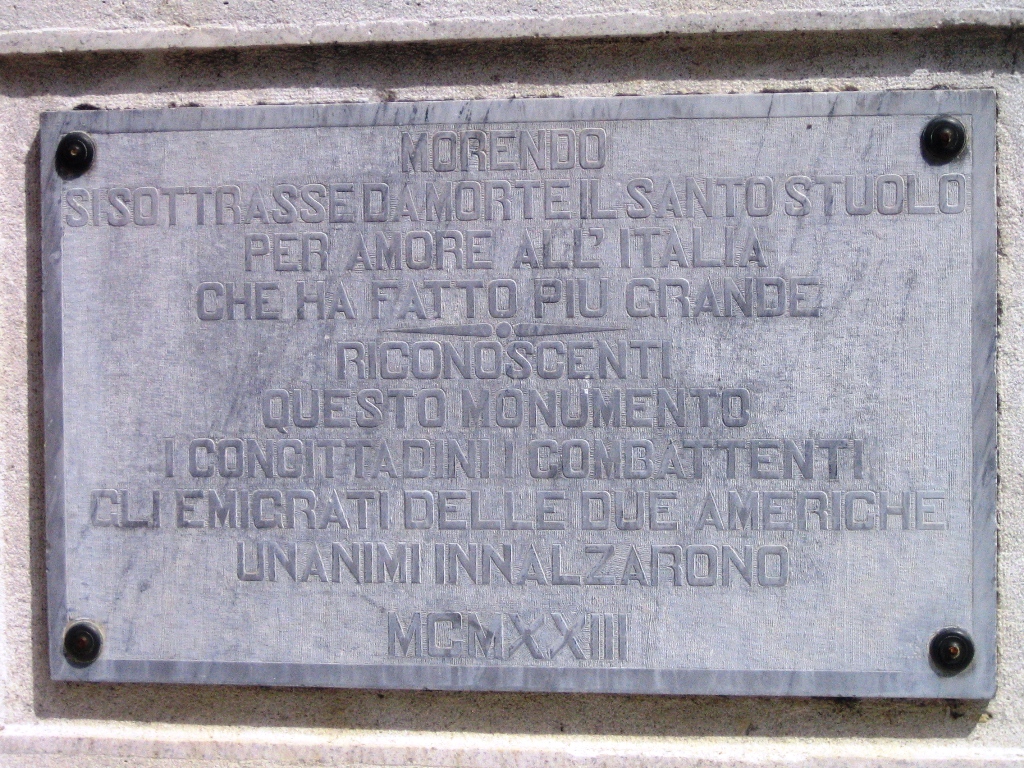 MORENDO
SI SOTTRASSE DA MORTE IL SANTO STUOLO
PER AMORE ALL' ITALIA
CHE HA FATTO PIU GRANDE
RICONOSCENTI
QUESTO MONUMENTO
I CONCITTADINI I COMBATTENTI
GLI EMIGRATI DELLE DUE AMERICHE
UNANIMI INNALZARONO
MCMXXIII